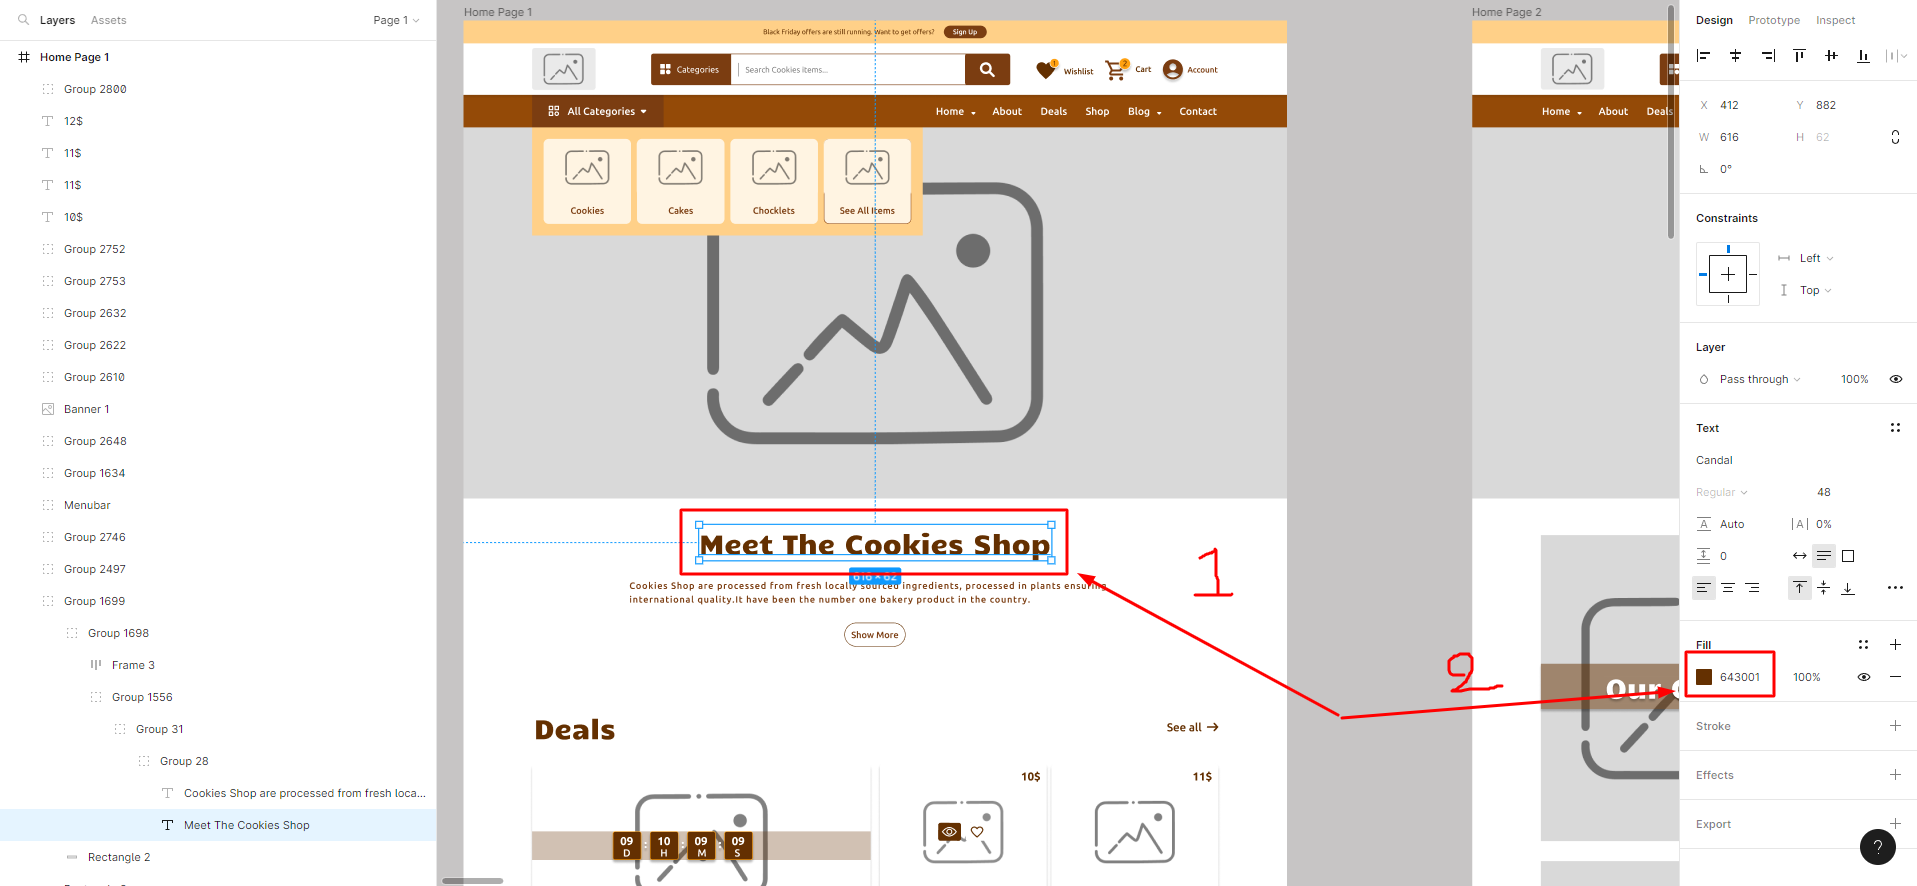 Layers
Assets
Page 1
Home Page 1
Group 2800
12$
11$
11$
10$
Group 2752
Group 2753
Group 2632
Group 2622
Group 2610
Banner 1
Group 2648
Group 1634
Menubar
Group 2746
Group 2497
Group 1699
Group 1698
Frame 3
Group 1556
Group 31
Group 28
Cookies Shop are processed from fresh loca...
Meet The Cookies Shop
Rectangle 2
Home Page 1
Black Friday offers are still running. Want to get offers?
Sign Up
Categories
Search Cookies items...
1
Wishlist
2
Cart
Account
All Categories
Home
About
Deals
Shop
Blog
Contact
Cookies
Cakes
Chocklets
See All Items
Meet The Cookies Shop
616 × 62
Cookies Shop are processed from fresh locally sourced ingredients, processed in plants ensuring
international quality.It have been the number one bakery product in the country.
Show More
1
2
Deals
See all
10$
11$
09
D
:
10
H
:
09
M
:
09
S
Home Page 2
Home
About
Deals
Our
Design
Prototype
Inspect
X 412
Y 882
W 616
H 62
0°
Constraints
Left
Top
Layer
Pass through
100%
Text
Candal
Regular
48
A Auto
|A| 0%
0
Fill
643001
100%
Stroke
Effects
Export
?